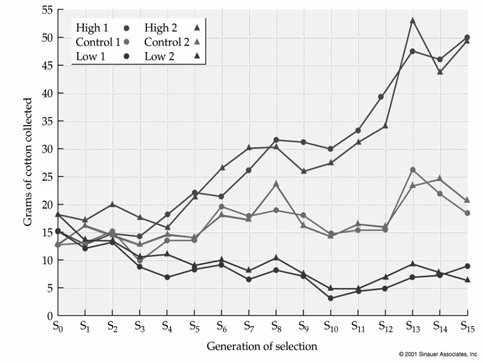 55
50
45
40
35
30
25
20
15
10
5
0
Grams of cotton collected
High 1 High 2
Control 1 Control 2
Low 1 Low 2
S0 S1 S2 S3 S4 S5 S6 S7 S8 S9 S10 S11 S12 S13 S14 S15
Generation of selection
© 2001 Sinauer Associates, Inc